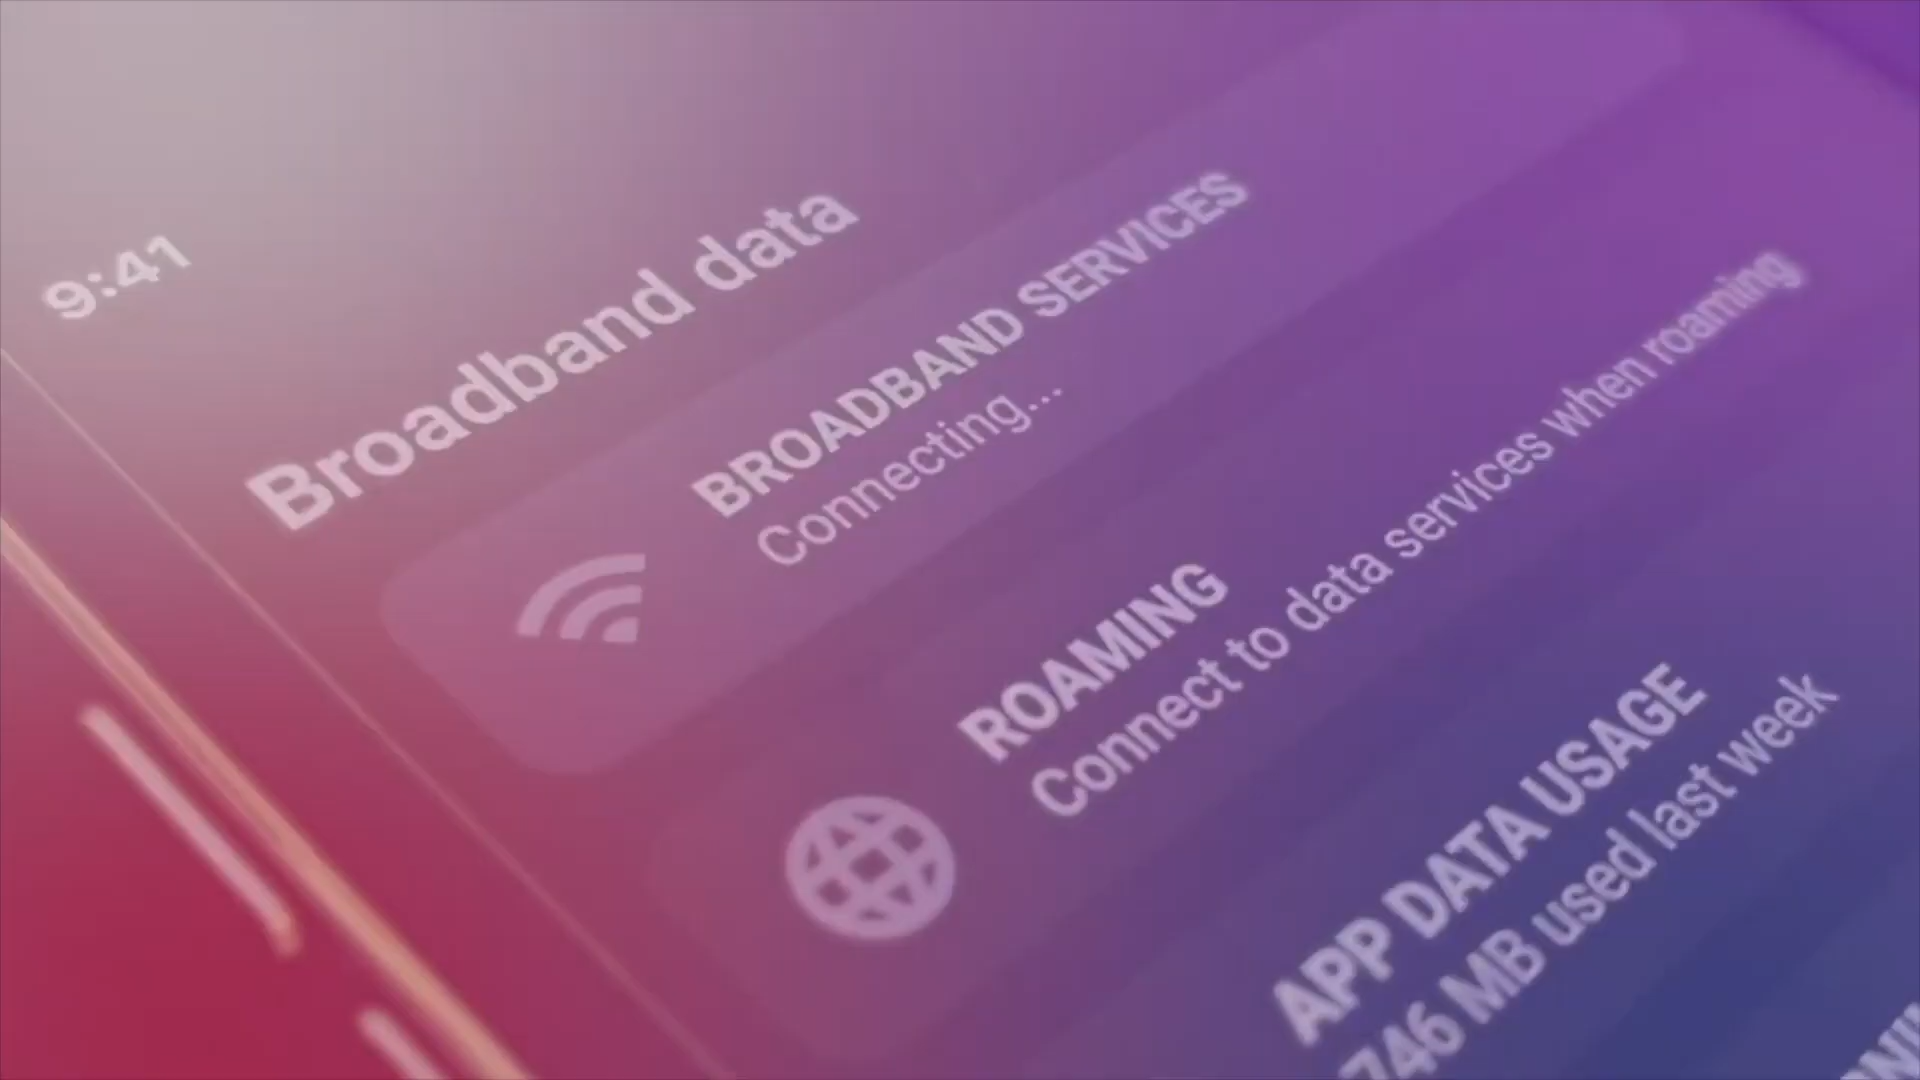 9:41
Broadband data
BROADBAND SERVICES
Connecting...
ROAMING
Connect to data services when roaming
APP DATA USAGE
746 MB used last week